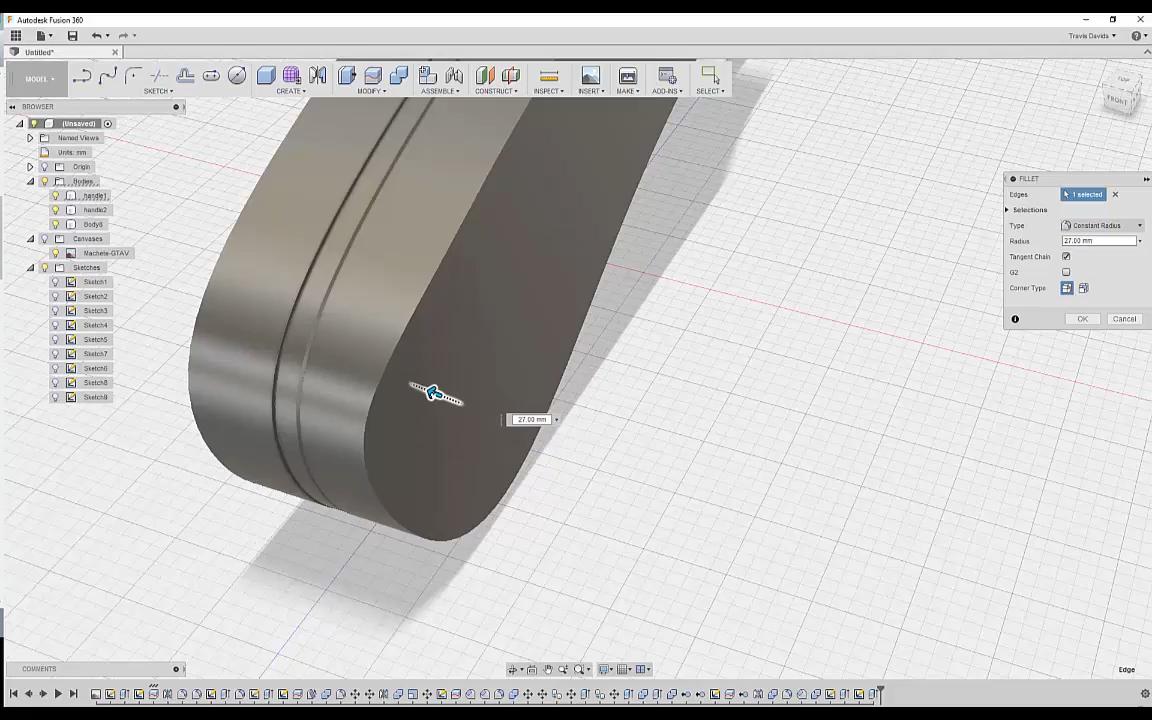 Autodesk Fusion 360
Untitled*
Travis Davids
MODEL
SKETCH
CREATE
MODIFY
ASSEMBLE
CONSTRUCT
INSPECT
INSERT
MAKE
ADD-INS
SELECT
TOP
FRONT
BROWSER
(Unsaved)
Named Views
Units: mm
Origin
Bodies
handle1
handle2
Body6
Canvases
Machete-GTAV
Sketches
Sketch1
Sketch2
Sketch3
Sketch4
Sketch5
Sketch7
Sketch6
Sketch8
Sketch9
FILLET
Edges 1 selected
Selections
Type Constant Radius
Radius 27.00 mm
Tangent Chain
G2
Corner Type
OK Cancel
27.00 mm
COMMENTS
Edge